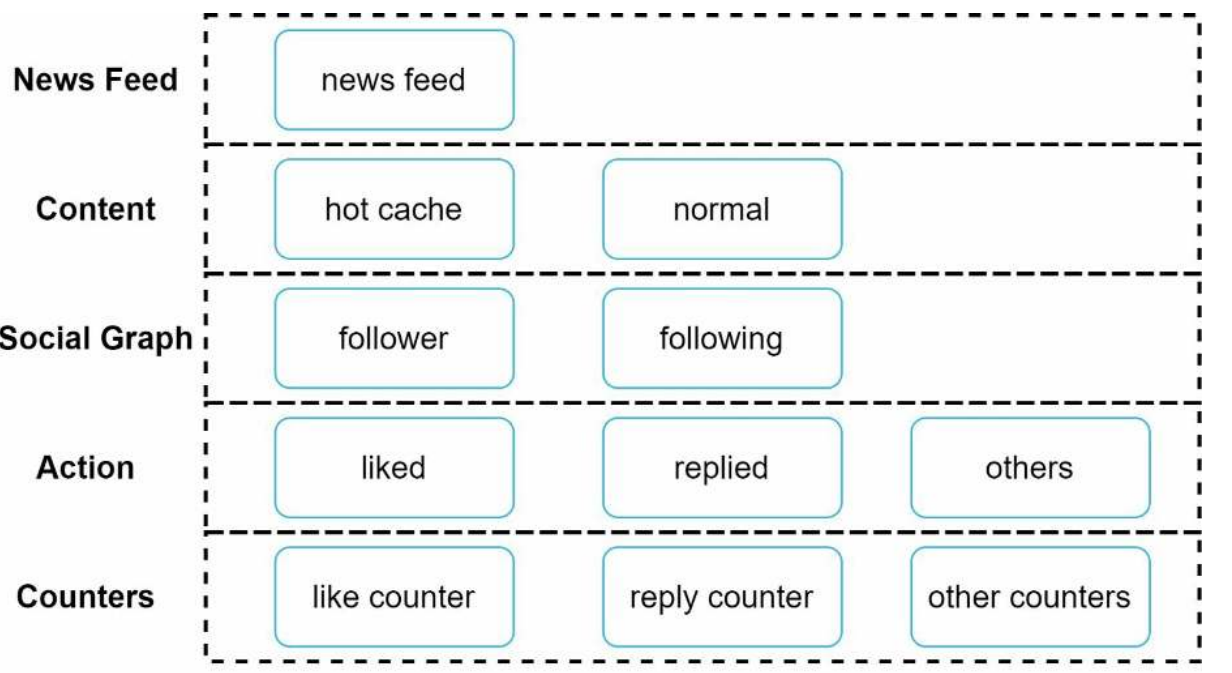 News Feed
news feed
Content
hot cache
normal
Social Graph
follower
following
Action
liked
replied
others
Counters
like counter
reply counter
other counters